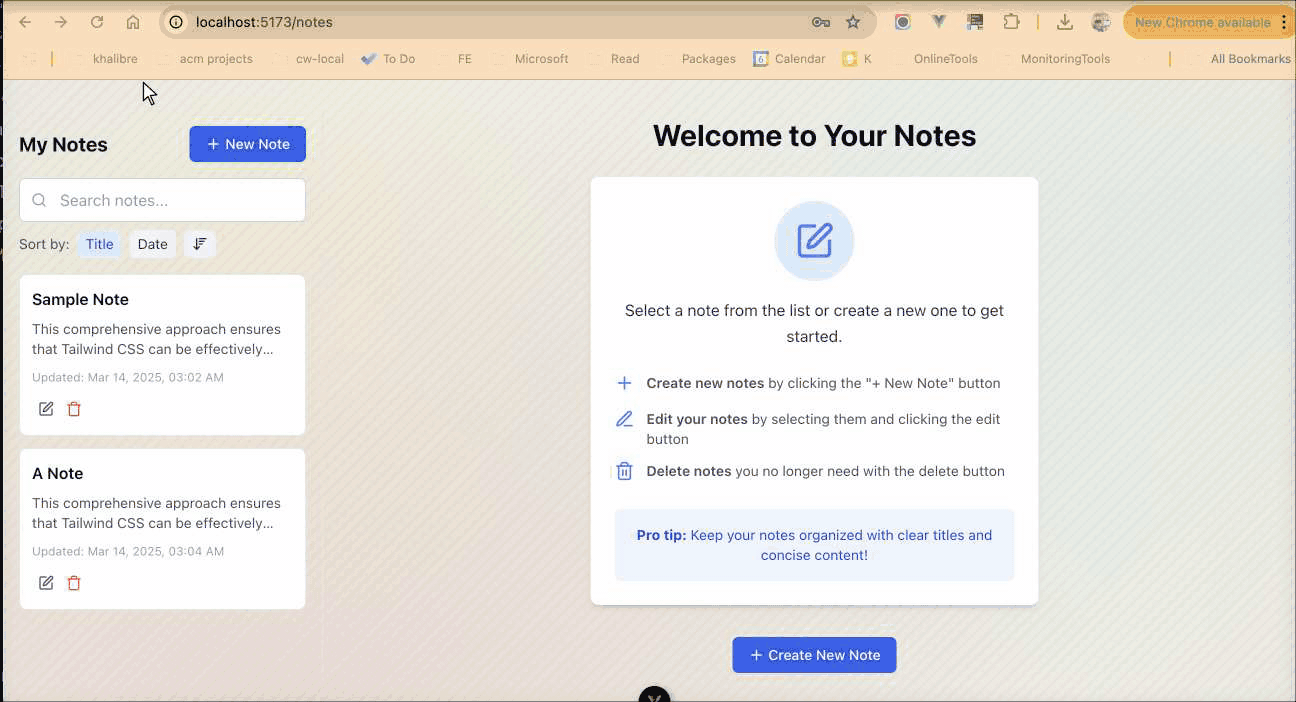 localhost:5173/notes
New Chrome available
khalibre
acm projects
cw-local
To Do
FE
Microsoft
Read
Packages
6
Calendar
K
OnlineTools
MonitoringTools
All Bookmarks
My Notes
+ New Note
Search notes...
Sort by: Title Date
Sample Note
This comprehensive approach ensures
that Tailwind CSS can be effectively...
Updated: Mar 14, 2025, 03:02 AM
A Note
This comprehensive approach ensures
that Tailwind CSS can be effectively...
Updated: Mar 14, 2025, 03:04 AM
Welcome to Your Notes
Select a note from the list or create a new one to get
started.
Create new notes by clicking the "+ New Note" button
Edit your notes by selecting them and clicking the edit
button
Delete notes you no longer need with the delete button
Pro tip: Keep your notes organized with clear titles and
concise content!
+ Create New Note